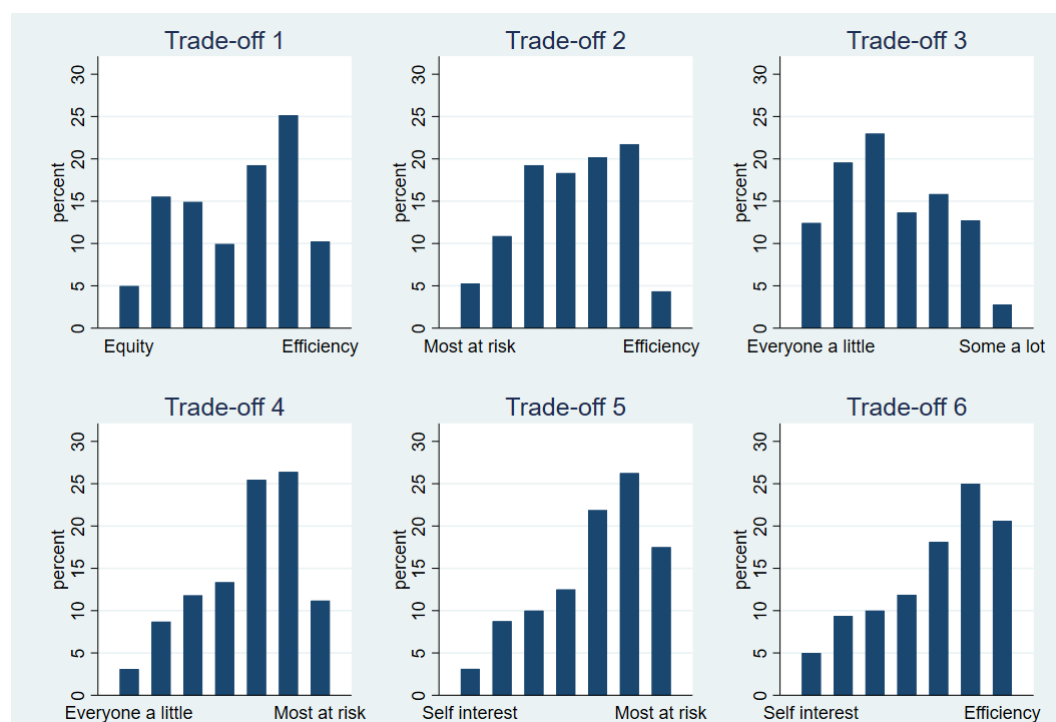 Trade-off 1
30
25
20
15
10
5
0
percent
Equity Efficiency
Trade-off 2
30
25
20
15
10
5
0
percent
Most at risk Efficiency
Trade-off 3
30
25
20
15
10
5
0
percent
Everyone a little Some a lot
Trade-off 4
30
25
20
15
10
5
0
percent
Everyone a little Most at risk
Trade-off 5
30
25
20
15
10
5
0
percent
Self interest Most at risk
Trade-off 6
30
25
20
15
10
5
0
percent
Self interest Efficiency